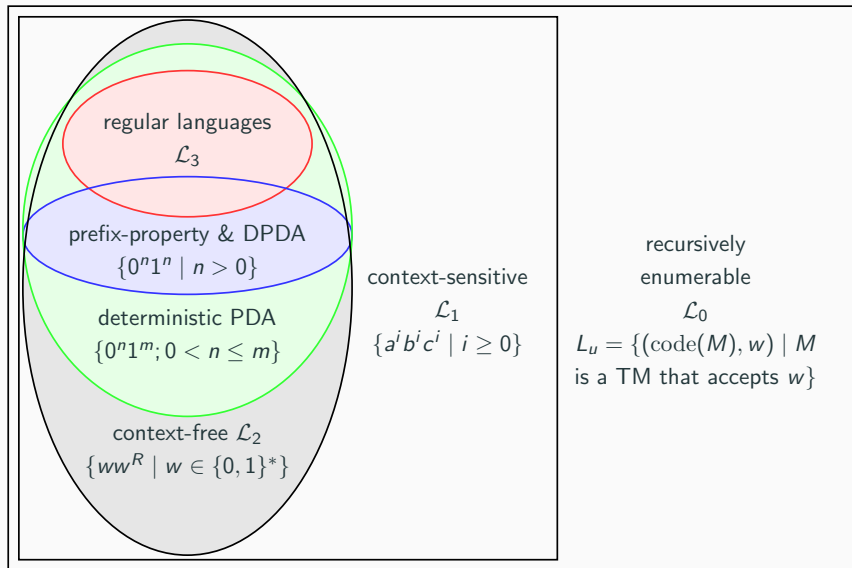 regular languages
ℒ₃
prefix-property & DPDA
{0ⁿ1ⁿ | n > 0}
deterministic PDA
{0ⁿ1ᵐ; 0 < n ≤ m}
context-free ℒ₂
{wwᴿ | w ∈ {0, 1}*}
context-sensitive
ℒ₁
{aⁱbⁱcⁱ | i ≥ 0}
recursively
enumerable
ℒ₀
Lᵤ = {(code(M), w) | M
is a TM that accepts w}